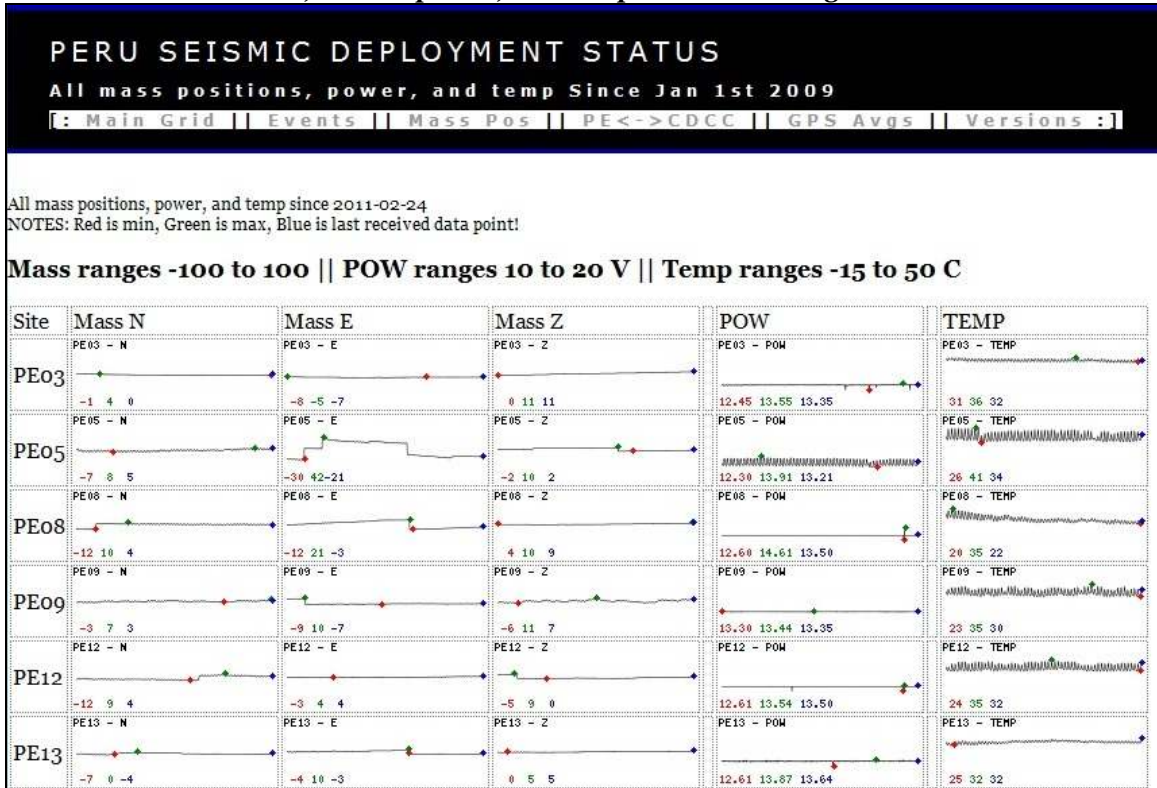 PERU SEISMIC DEPLOYMENT STATUS
All mass positions, power, and temp Since Jan 1st 2009
[: Main Grid || Events || Mass Pos || PE<->CDCC || GPS Avgs || Versions :]
All mass positions, power, and temp since 2011-02-24
NOTES: Red is min, Green is max, Blue is last received data point!
Mass ranges -100 to 100 || POW ranges 10 to 20 V || Temp ranges -15 to 50 C
Site Mass N Mass E Mass Z POW TEMP
PE03 - N PE03 - E PE03 - Z PE03 - POW PE03 - TEMP
PE03
-1 4 0 -8 -5 -7 0 11 11 12.45 13.55 13.35 31 36 32
PE05 - N PE05 - E PE05 - Z PE05 - POW PE05 - TEMP
PE05
-7 8 5 -30 42-21 -2 10 2 12.30 13.91 13.21 26 41 34
PE08 - N PE08 - E PE08 - Z PE08 - POW PE08 - TEMP
PE08
-12 10 4 -12 21 -3 4 10 9 12.60 14.61 13.50 20 35 22
PE09 - N PE09 - E PE09 - Z PE09 - POW PE09 - TEMP
PE09
-3 7 3 -9 10 -7 -6 11 7 13.30 13.44 13.35 23 35 30
PE12 - N PE12 - E PE12 - Z PE12 - POW PE12 - TEMP
PE12
-12 9 4 -3 4 4 -5 9 0 12.61 13.54 13.50 24 35 32
PE13 - N PE13 - E PE13 - Z PE13 - POW PE13 - TEMP
PE13
-7 0 -4 -4 10 -3 0 5 5 12.61 13.87 13.64 25 32 32